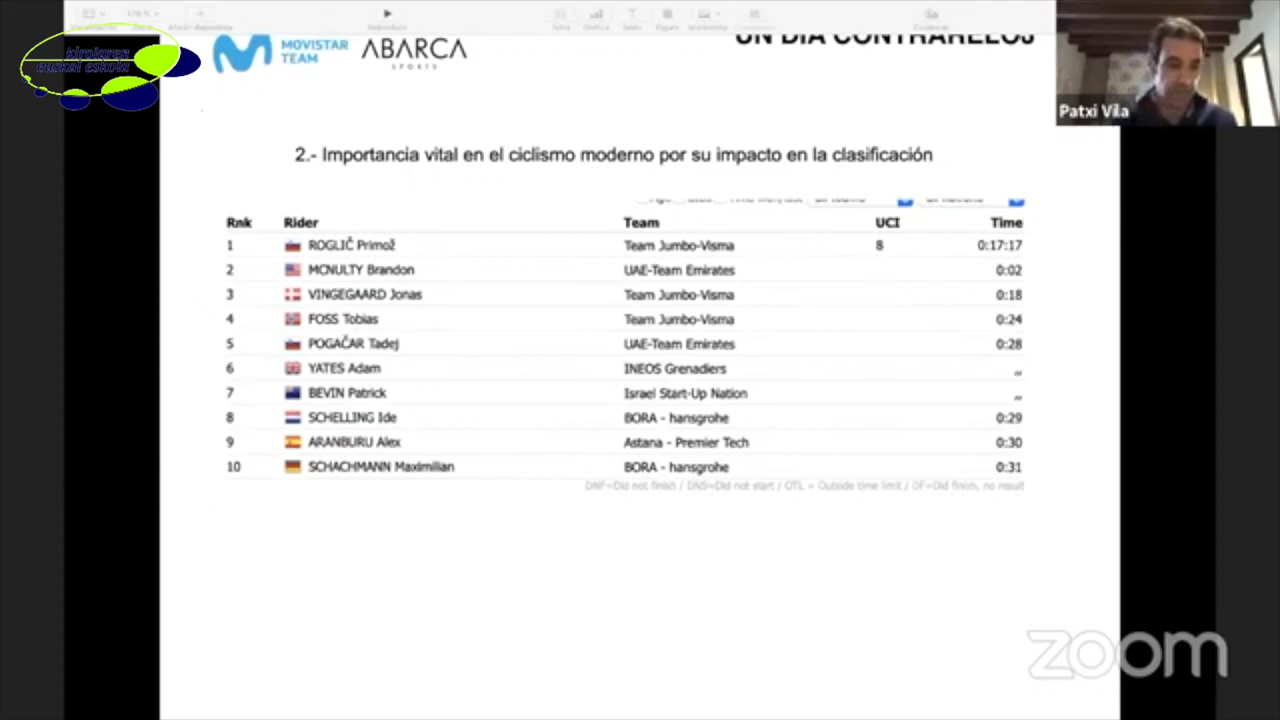 kirolaren
euskal eskola
MOVISTAR
TEAM
ABARCA
SPORTS
UN DÍA CONTRARELOJ
Patxi Vila
2.- Importancia vital en el ciclismo moderno por su impacto en la clasificación
Rnk Rider Team UCI Time
1 ROGLIČ Primož Team Jumbo-Visma 8 0:17:17
2 MCNULTY Brandon UAE-Team Emirates 0:02
3 VINGEGAARD Jonas Team Jumbo-Visma 0:18
4 FOSS Tobias Team Jumbo-Visma 0:24
5 POGAČAR Tadej UAE-Team Emirates 0:28
6 YATES Adam INEOS Grenadiers ,,
7 BEVIN Patrick Israel Start-Up Nation ,,
8 SCHELLING Ide BORA - hansgrohe 0:29
9 ARANBURU Alex Astana - Premier Tech 0:30
10 SCHACHMANN Maximilian BORA - hansgrohe 0:31
DNF=Did not finish / DNS=Did not start / OTL = Outside time limit / DF=Did finish, no result
zoom